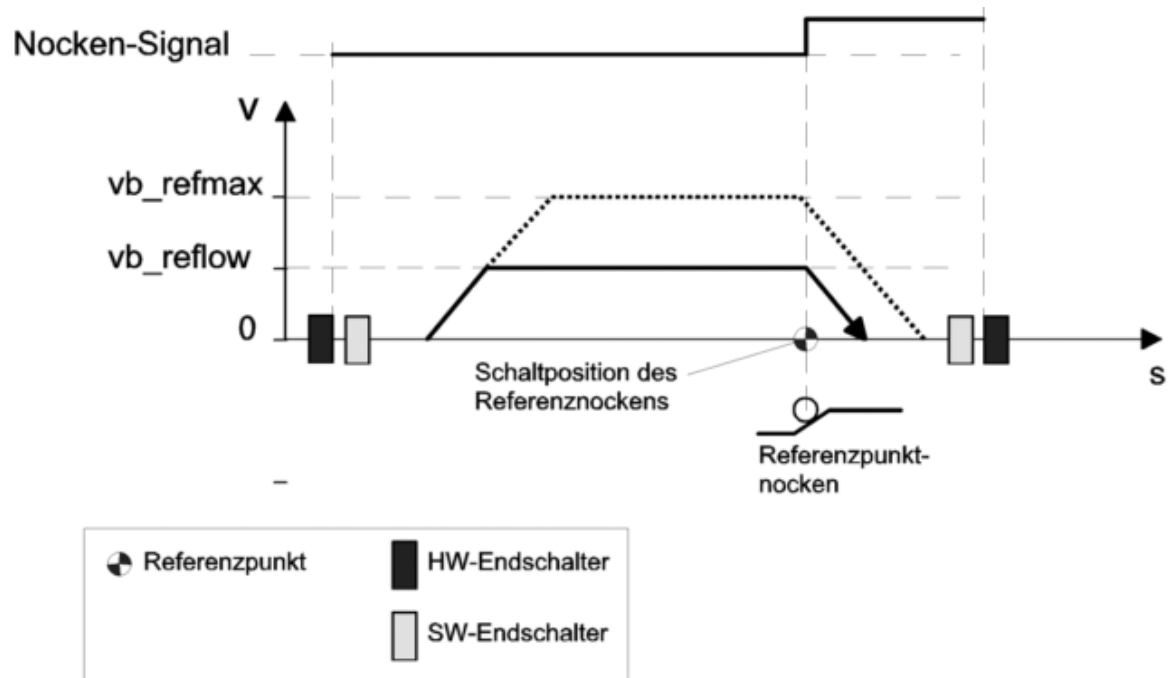 Nocken-Signal
V
vb_refmax
vb_reflow
0
s
Schaltposition des
Referenznockens
Referenzpunkt-
nocken
Referenzpunkt
HW-Endschalter
SW-Endschalter